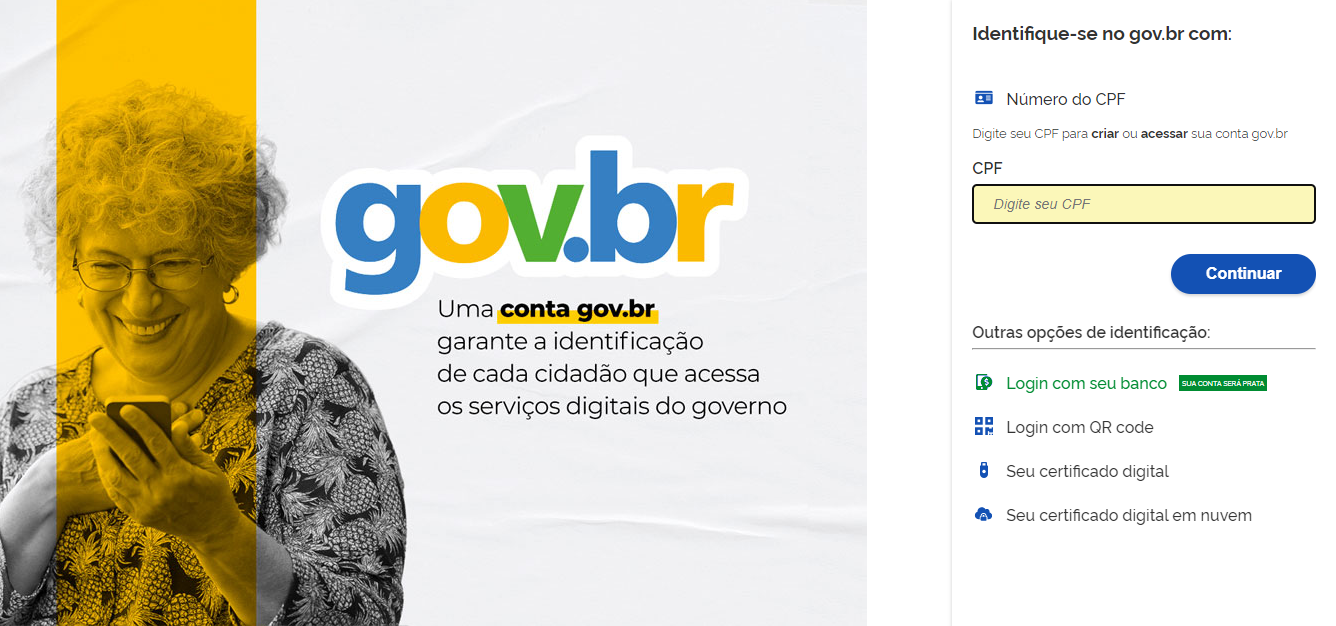 gov.br
Uma conta gov.br
garante a identificação
de cada cidadão que acessa
os serviços digitais do governo
Identifique-se no gov.br com:
Número do CPF
Digite seu CPF para criar ou acessar sua conta gov.br
CPF
Digite seu CPF
Continuar
Outras opções de identificação:
Login com seu banco SUA CONTA SERÁ PRATA
Login com QR code
Seu certificado digital
Seu certificado digital em nuvem